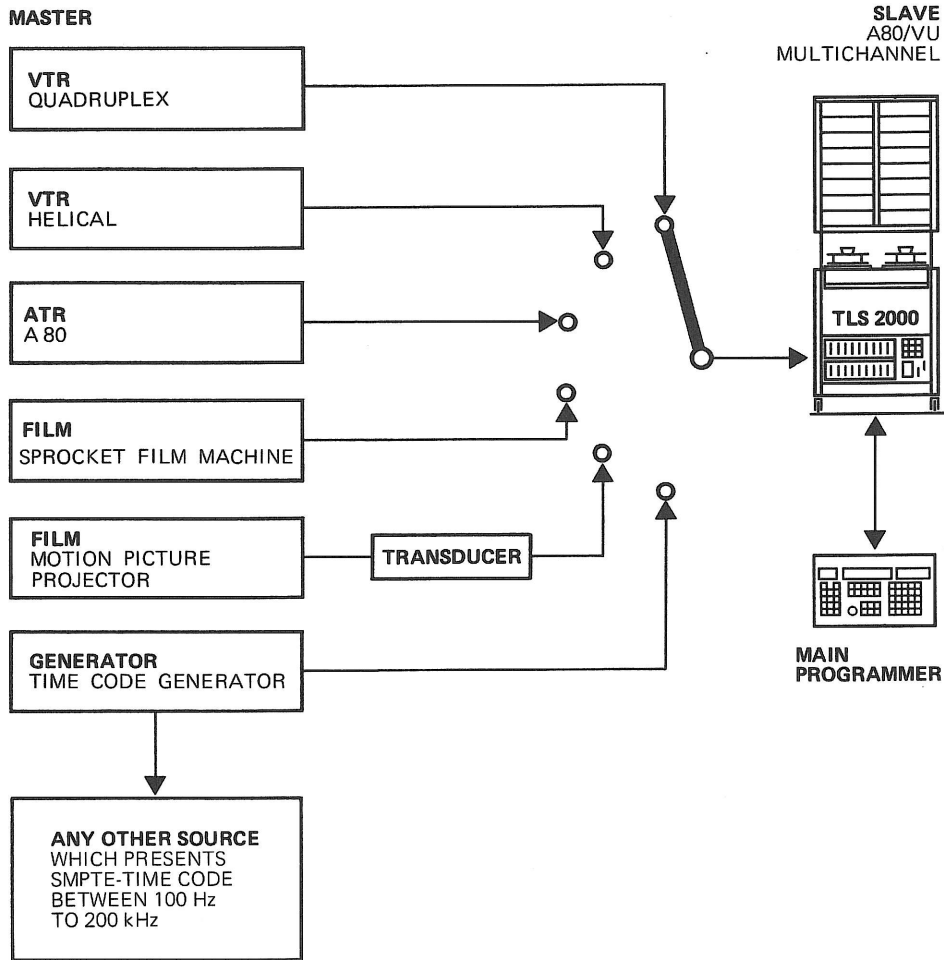 MASTER
SLAVE
A80/VU
MULTICHANNEL
VTR
QUADRUPLEX
VTR
HELICAL
ATR
A 80
FILM
SPROCKET FILM MACHINE
FILM
MOTION PICTURE
PROJECTOR
TRANSDUCER
GENERATOR
TIME CODE GENERATOR
ANY OTHER SOURCE
WHICH PRESENTS
SMPTE-TIME CODE
BETWEEN 100 Hz
TO 200 kHz
TLS 2000
MAIN
PROGRAMMER